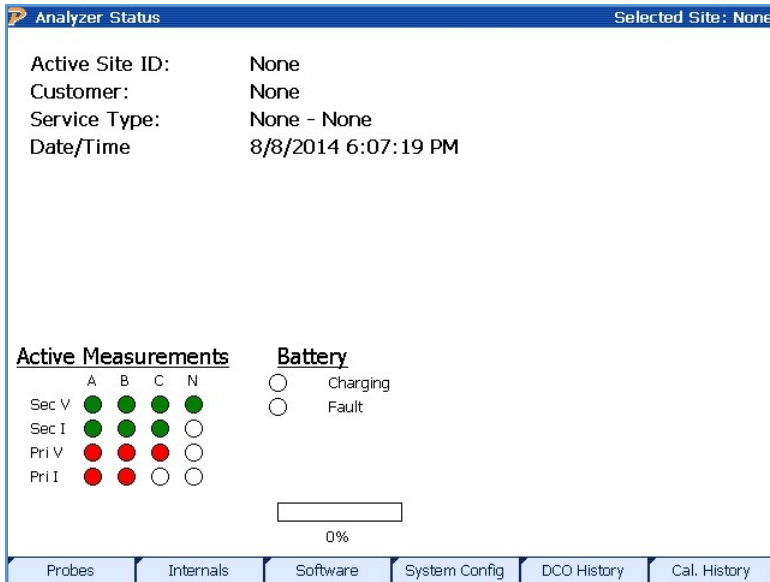 Analyzer Status Selected Site: None
Active Site ID: None
Customer: None
Service Type: None - None
Date/Time 8/8/2014 6:07:19 PM
Active Measurements Battery
A B C N Charging
Sec V Fault
Sec I
Pri V
Pri I
0%
Probes Internals Software System Config DCO History Cal. History